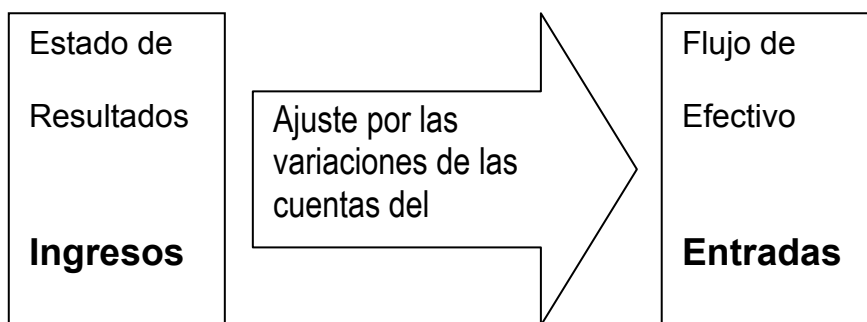 Estado de
Resultados
Ingresos
Ajuste por las
variaciones de las
cuentas del
Flujo de
Efectivo
Entradas